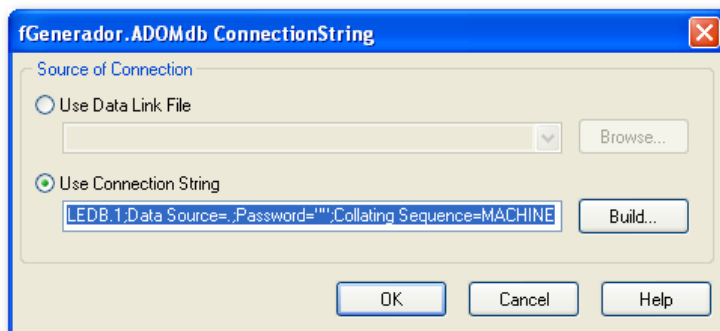 fGenerador.ADOMdb ConnectionString
Source of Connection
Use Data Link File
Browse...
Use Connection String
LEDB.1;Data Source=.;Password="";Collating Sequence=MACHINE
Build...
OK
Cancel
Help